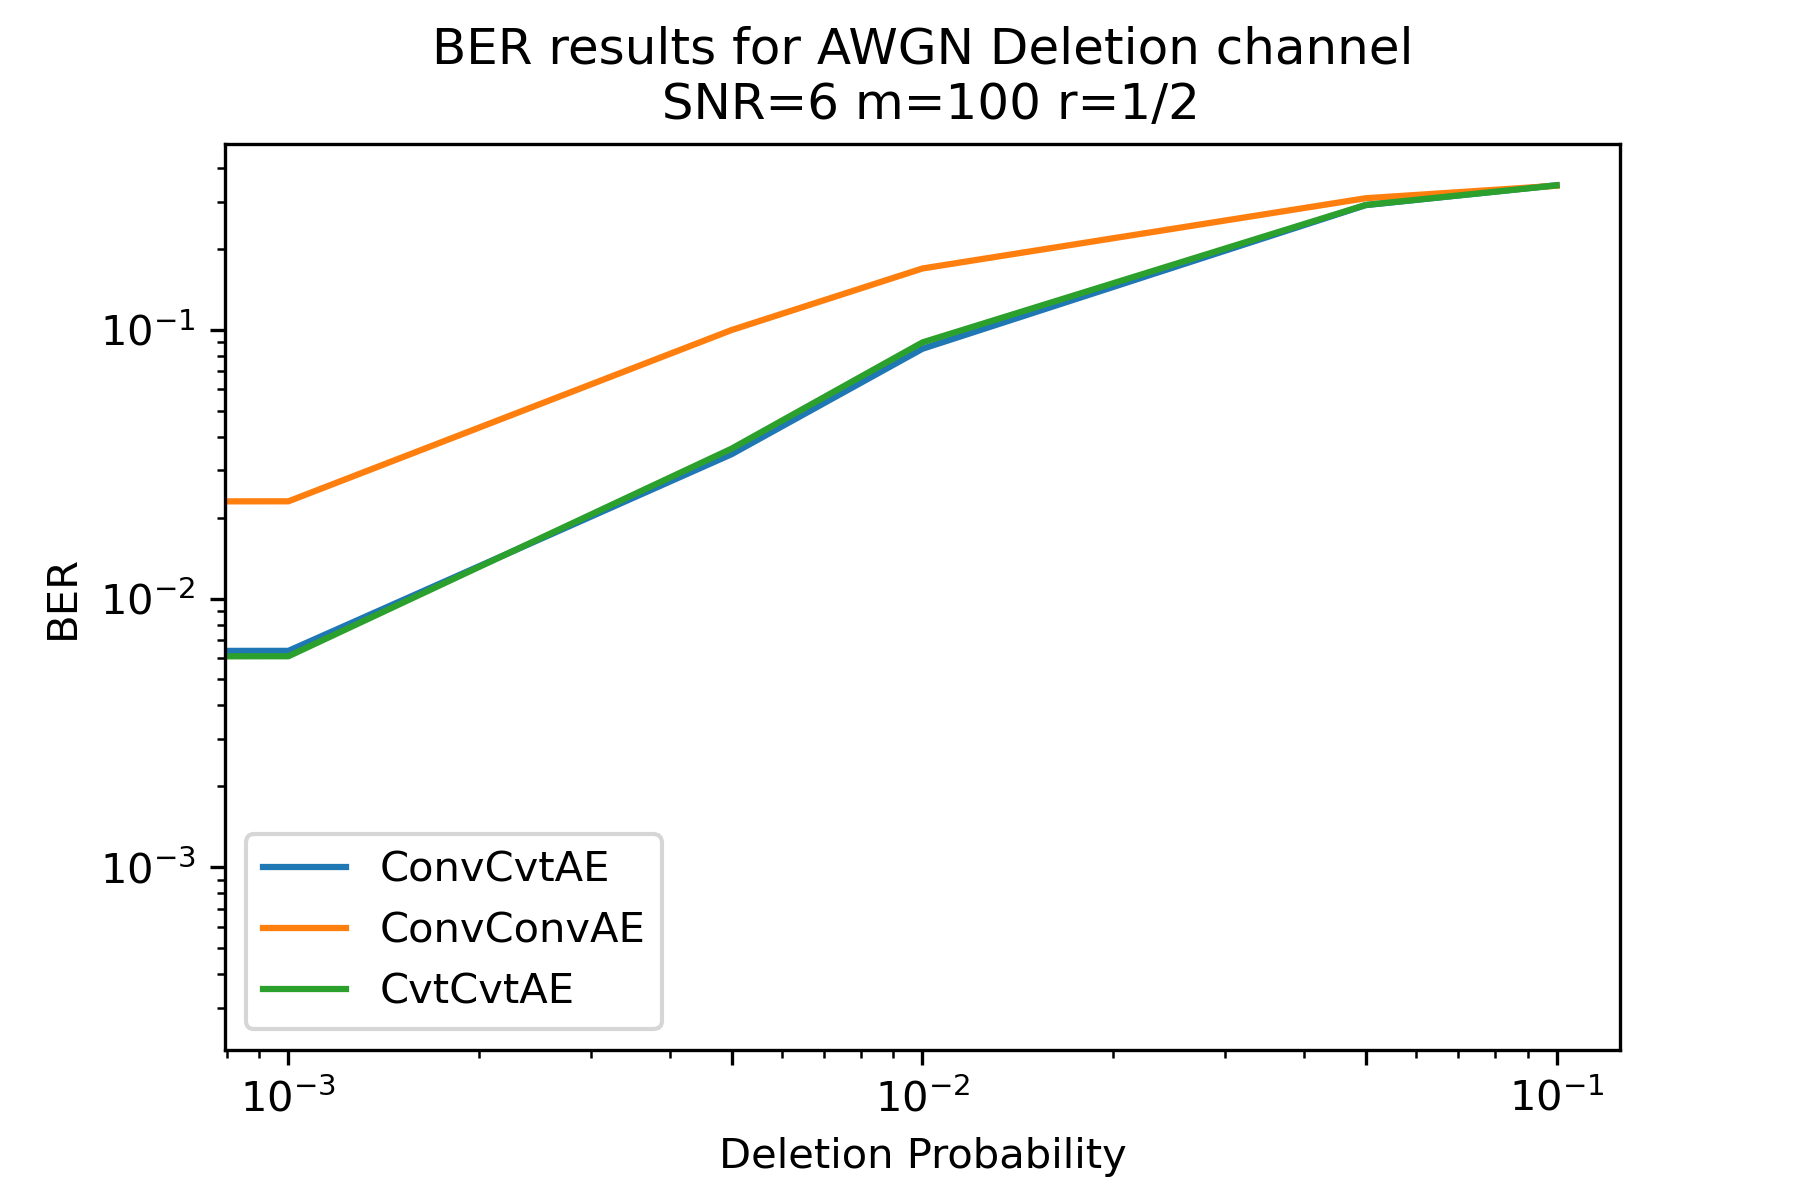 BER results for AWGN Deletion channel
SNR=6 m=100 r=1/2
BER
10⁻¹
10⁻²
10⁻³
ConvCvtAE
ConvConvAE
CvtCvtAE
10⁻³ 10⁻² 10⁻¹
Deletion Probability